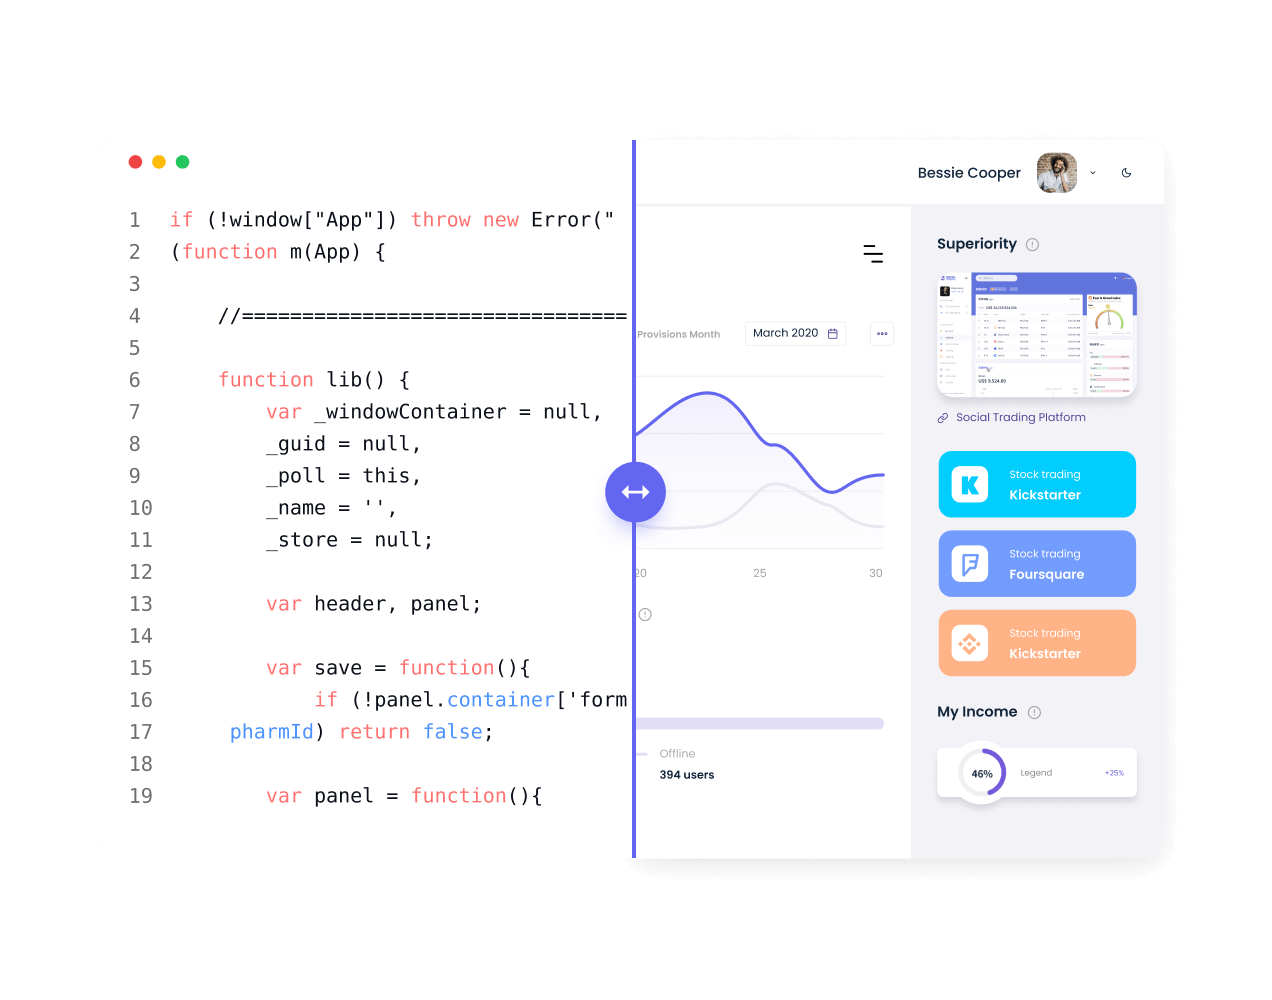 1 if (!window["App"]) throw new Error("
2 (function m(App) {
3
4 //================================
5
6 function lib() {
7 var _windowContainer = null,
8 _guid = null,
9 _poll = this,
10 _name = '',
11 _store = null;
12
13 var header, panel;
14
15 var save = function(){
16 if (!panel.container['form
17 pharmId) return false;
18
19 var panel = function(){
Bessie Cooper
Provisions Month
March 2020
20 25 30
Offline
394 users
Superiority
US$ 9,524.69
Social Trading Platform
Stock trading
Kickstarter
Stock trading
Foursquare
Stock trading
Kickstarter
My Income
46%
Legend
+25%